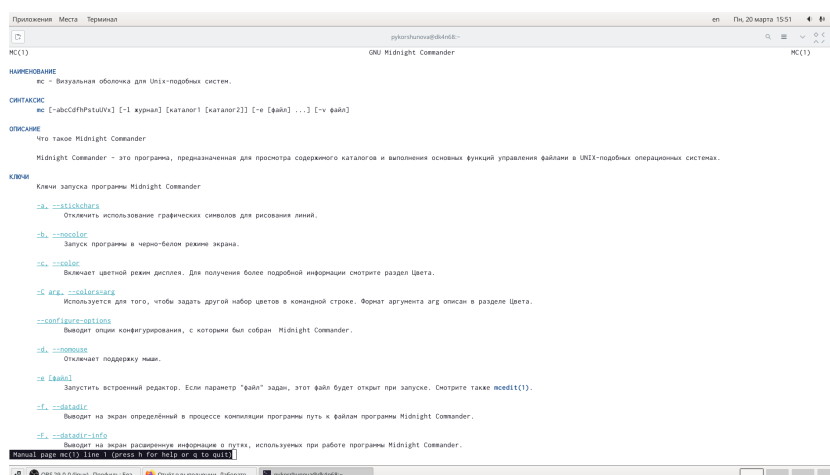 Приложения Места Терминал en Пн, 20 марта 15:51
pykorshunova@dk4n68:~
MC(1) GNU Midnight Commander MC(1)
НАИМЕНОВАНИЕ
mc - Визуальная оболочка для Unix-подобных систем.
СИНТАКСИС
mc [-abcCdfhPstuUVx] [-l журнал] [каталог1 [каталог2]] [-e [файл] ...] [-v файл]
ОПИСАНИЕ
Что такое Midnight Commander
Midnight Commander - это программа, предназначенная для просмотра содержимого каталогов и выполнения основных функций управления файлами в UNIX-подобных операционных системах.
КЛЮЧИ
Ключи запуска программы Midnight Commander
-a, --stickchars
Отключить использование графических символов для рисования линий.
-b, --nocolor
Запуск программы в черно-белом режиме экрана.
-c, --color
Включает цветной режим дисплея. Для получения более подробной информации смотрите раздел Цвета.
-C arg, --colors=arg
Используется для того, чтобы задать другой набор цветов в командной строке. Формат аргумента arg описан в разделе Цвета.
--configure-options
Выводит опции конфигурирования, с которыми был собран Midnight Commander.
-d, --nomouse
Отключает поддержку мыши.
-e [файл]
Запустить встроенный редактор. Если параметр "файл" задан, этот файл будет открыт при запуске. Смотрите также mcedit(1).
-f, --datadir
Выводит на экран определённый в процессе компиляции программы путь к файлам программы Midnight Commander.
-F, --datadir-info
Выводит на экран расширенную информацию о путях, используемых при работе программы Midnight Commander.
Manual page mc(1) line 1 (press h for help or q to quit)